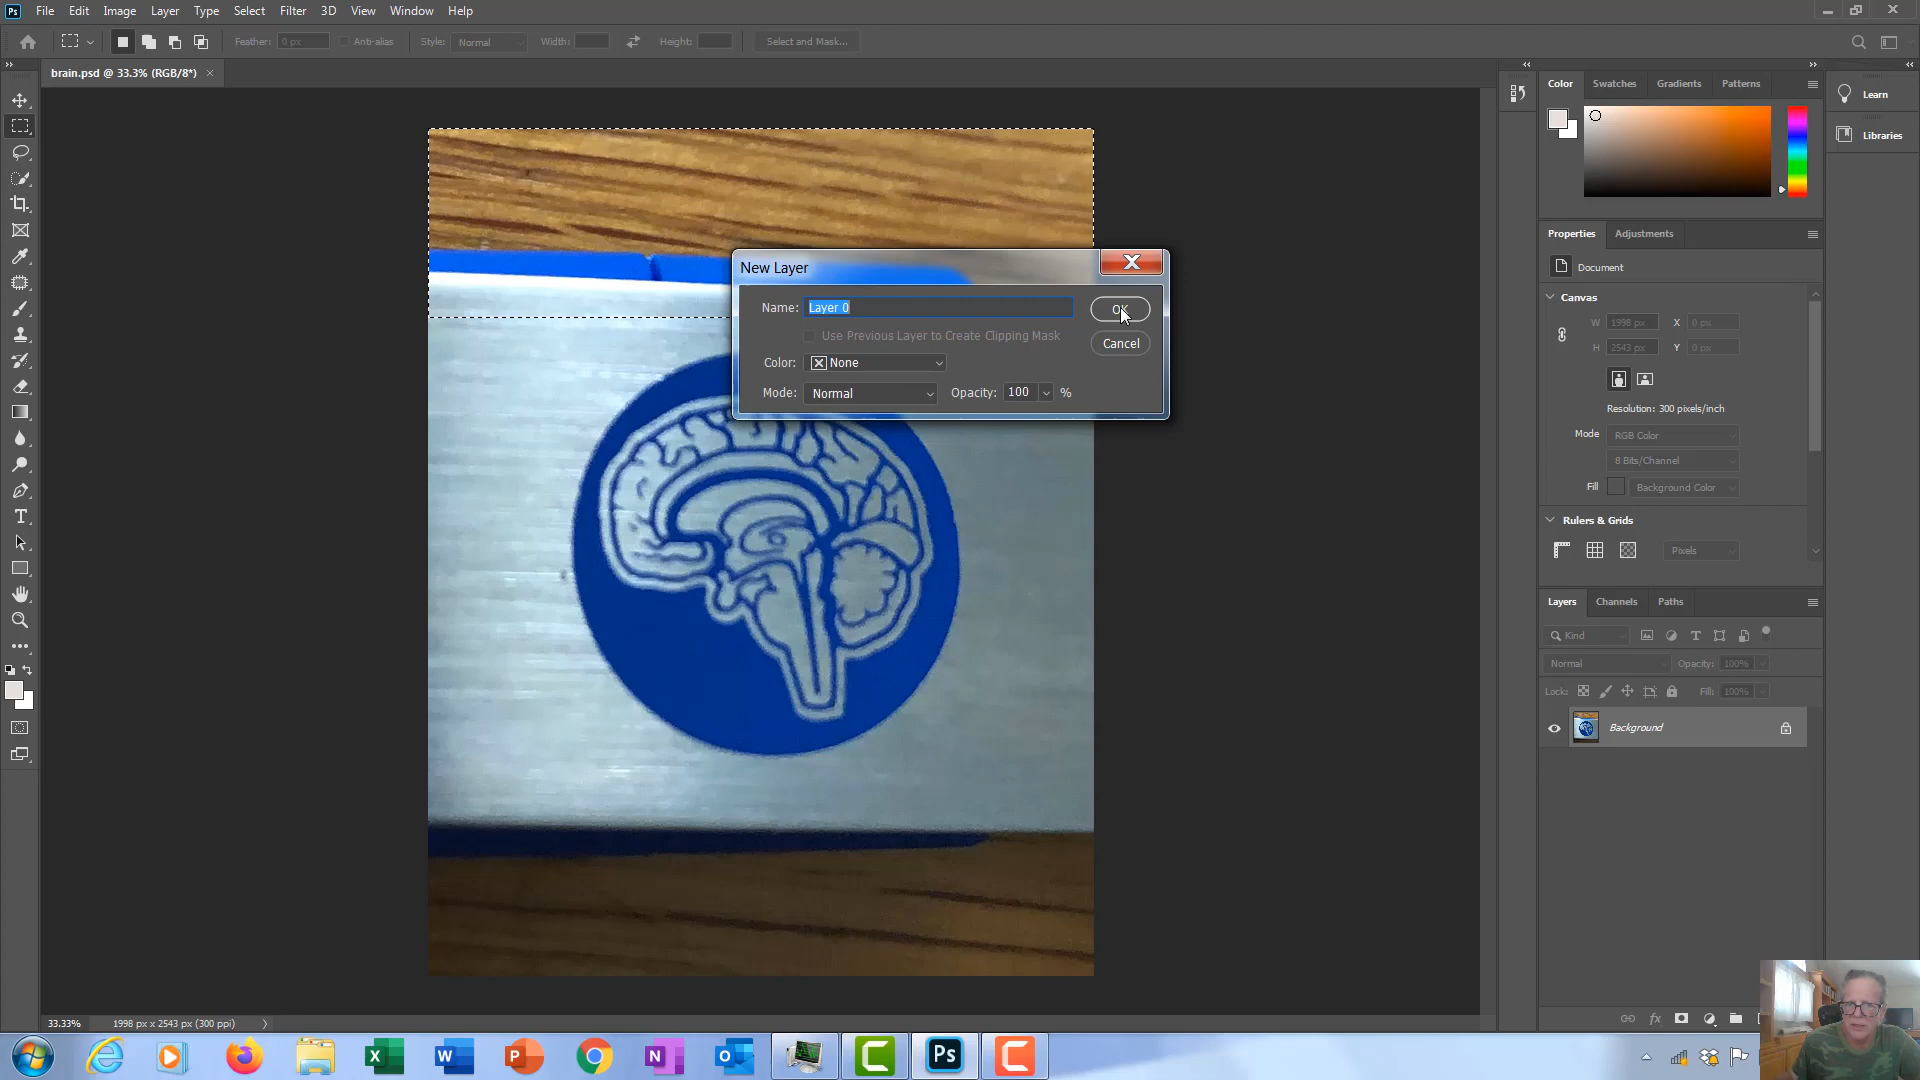 Ps File Edit Image Layer Type Select Filter 3D View Window Help
Feather: 0 px Anti-alias Style: Normal Width: Height: Select and Mask...
brain.psd @ 33.3% (RGB/8*) ×
Color Swatches Gradients Patterns
Learn
Libraries
Properties Adjustments
Document
Canvas
W 1998 px X 0 px
H 2543 px Y 0 px
Resolution: 300 pixels/inch
Mode RGB Color
8 Bits/Channel
Fill Background Color
Rulers & Grids
Pixels
New Layer
Name: Layer 0 OK
Use Previous Layer to Create Clipping Mask Cancel
Color: None
Mode: Normal Opacity: 100 %
Layers Channels Paths
Kind
Normal Opacity: 100%
Lock: Fill: 100%
Background
fx
33.33% 1998 px x 2543 px (300 ppi)
Ps